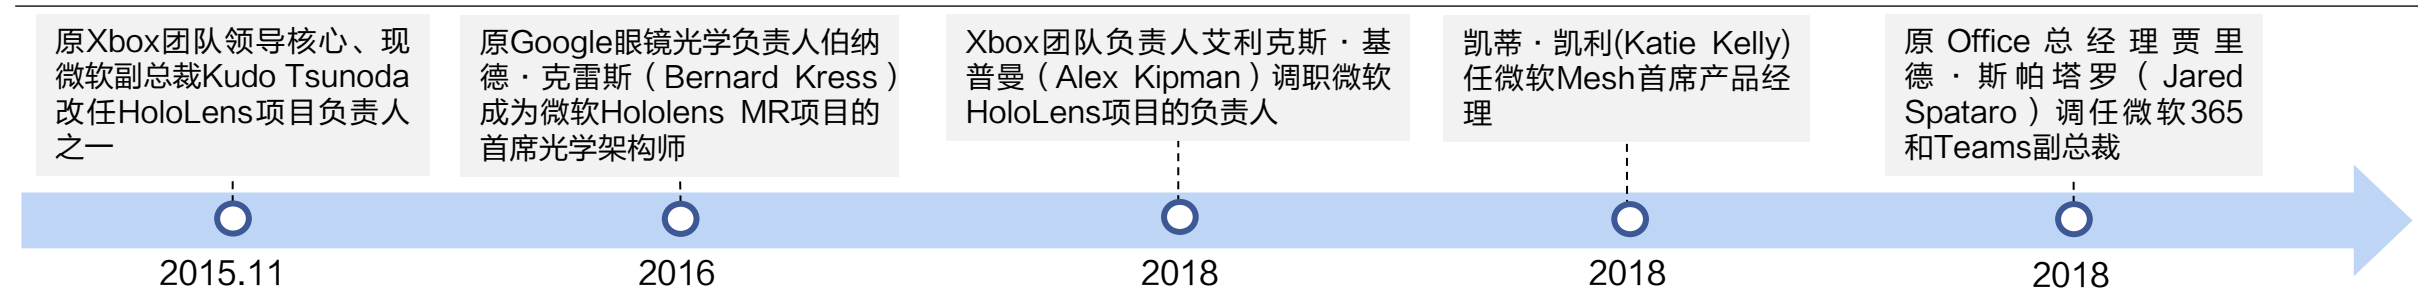 原Xbox团队领导核心、现
微软副总裁Kudo Tsunoda
改任HoloLens项目负责人
之一
原Google眼镜光学负责人伯纳
德·克雷斯（Bernard Kress）
成为微软Hololens MR项目的
首席光学架构师
Xbox团队负责人艾利克斯·基
普曼（Alex Kipman）调职微软
HoloLens项目的负责人
凯蒂·凯利(Katie Kelly)
任微软Mesh首席产品经
理
原 Office 总经理贾里
德·斯帕塔罗（Jared
Spataro）调任微软365
和Teams副总裁
2015.11
2016
2018
2018
2018